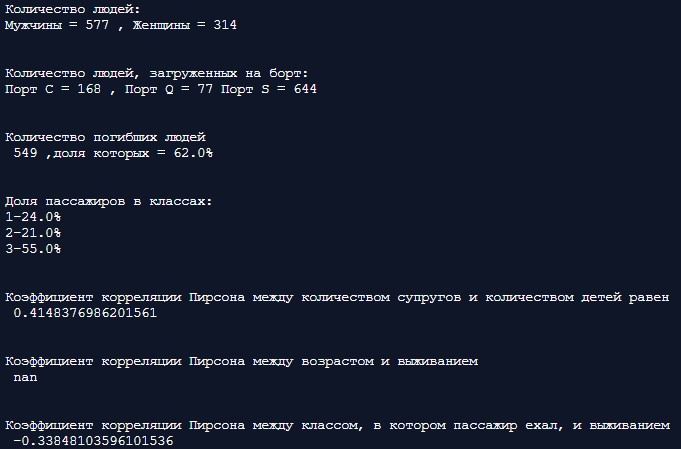 Количество людей:
Мужчины = 577 , Женщины = 314
Количество людей, загруженных на борт:
Порт C = 168 , Порт Q = 77 Порт S = 644
Количество погибших людей
549 ,доля которых = 62.0%
Доля пассажиров в классах:
1-24.0%
2-21.0%
3-55.0%
Коэффициент корреляции Пирсона между количеством супругов и количеством детей равен
0.4148376986201561
Коэффициент корреляции Пирсона между возрастом и выживанием
nan
Коэффициент корреляции Пирсона между классом, в котором пассажир ехал, и выживанием
-0.33848103596101536